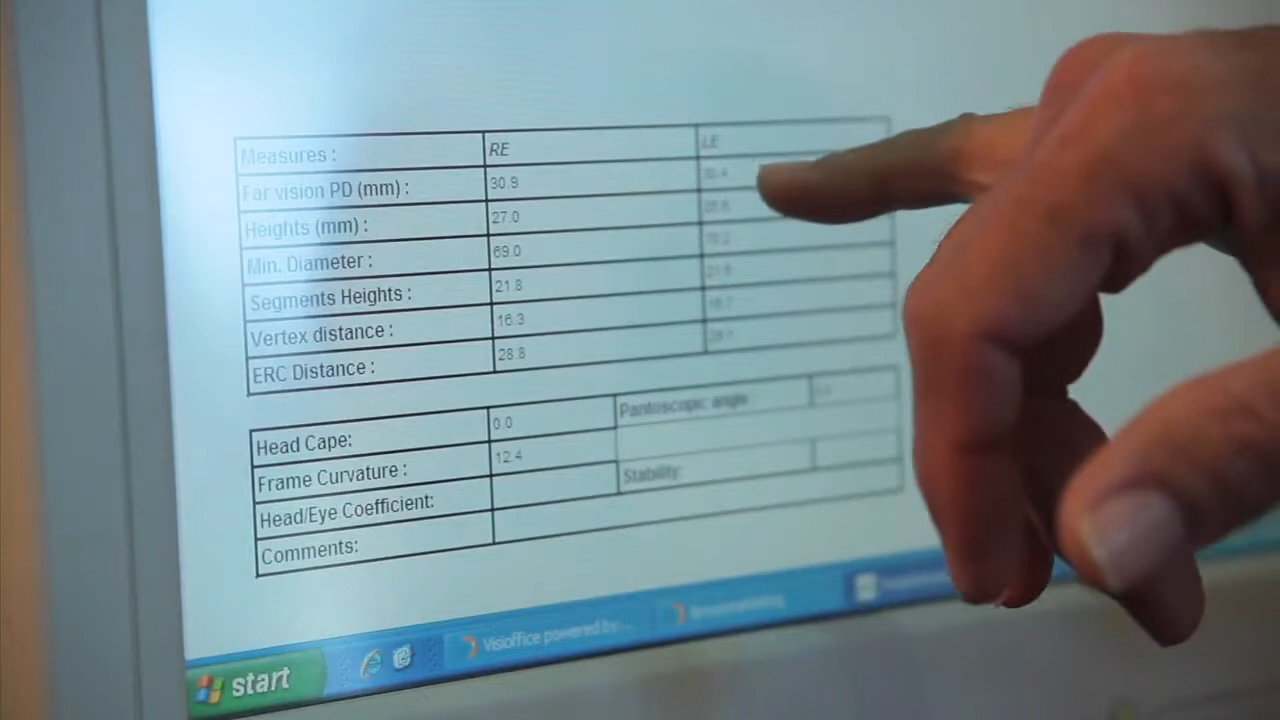 Measures : RE LE
Far vision PD (mm) : 30.9
Heights (mm) : 27.0
Min. Diameter : 69.0
Segments Heights : 21.8
Vertex distance : 16.3
ERC Distance : 28.8
Head Cape: 0.0 Pantoscopic angle
Frame Curvature : 12.4
Head/Eye Coefficient: Stability:
Comments:
start Visioffice powered by...